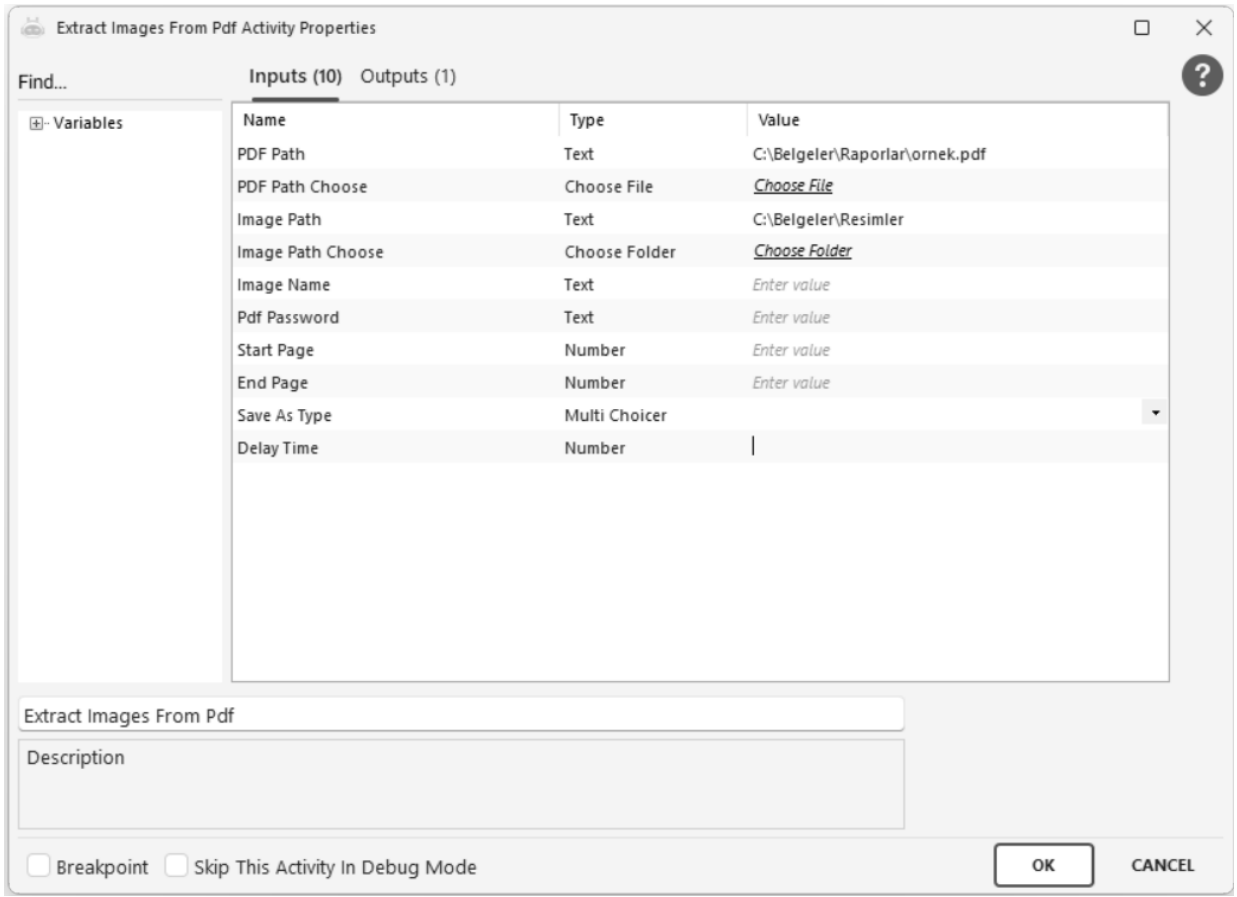 Extract Images From Pdf Activity Properties
Find...
Inputs (10) Outputs (1)
?
Variables
Name Type Value
PDF Path Text C:\Belgeler\Raporlar\ornek.pdf
PDF Path Choose Choose File Choose File
Image Path Text C:\Belgeler\Resimler
Image Path Choose Choose Folder Choose Folder
Image Name Text Enter value
Pdf Password Text Enter value
Start Page Number Enter value
End Page Number Enter value
Save As Type Multi Choicer
Delay Time Number
Extract Images From Pdf
Description
Breakpoint Skip This Activity In Debug Mode OK CANCEL